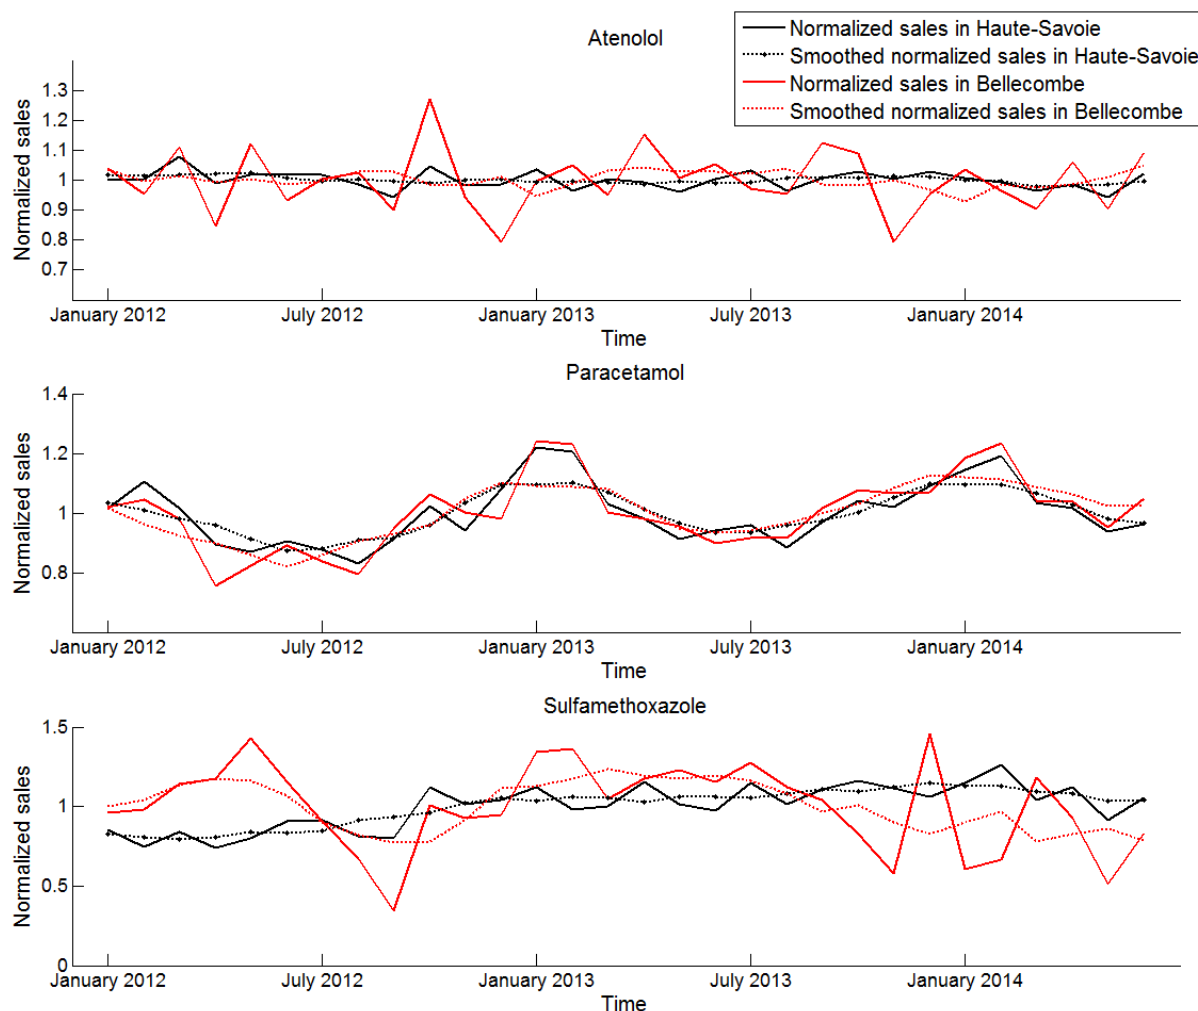 Atenolol
Normalized sales in Haute-Savoie
Smoothed normalized sales in Haute-Savoie
Normalized sales in Bellecombe
Smoothed normalized sales in Bellecombe
Normalized sales
1.3
1.2
1.1
1
0.9
0.8
0.7
January 2012 July 2012 January 2013 July 2013 January 2014
Time
Paracetamol
Normalized sales
1.4
1.2
1
0.8
January 2012 July 2012 January 2013 July 2013 January 2014
Time
Sulfamethoxazole
Normalized sales
1.5
1
0.5
0
January 2012 July 2012 January 2013 July 2013 January 2014
Time